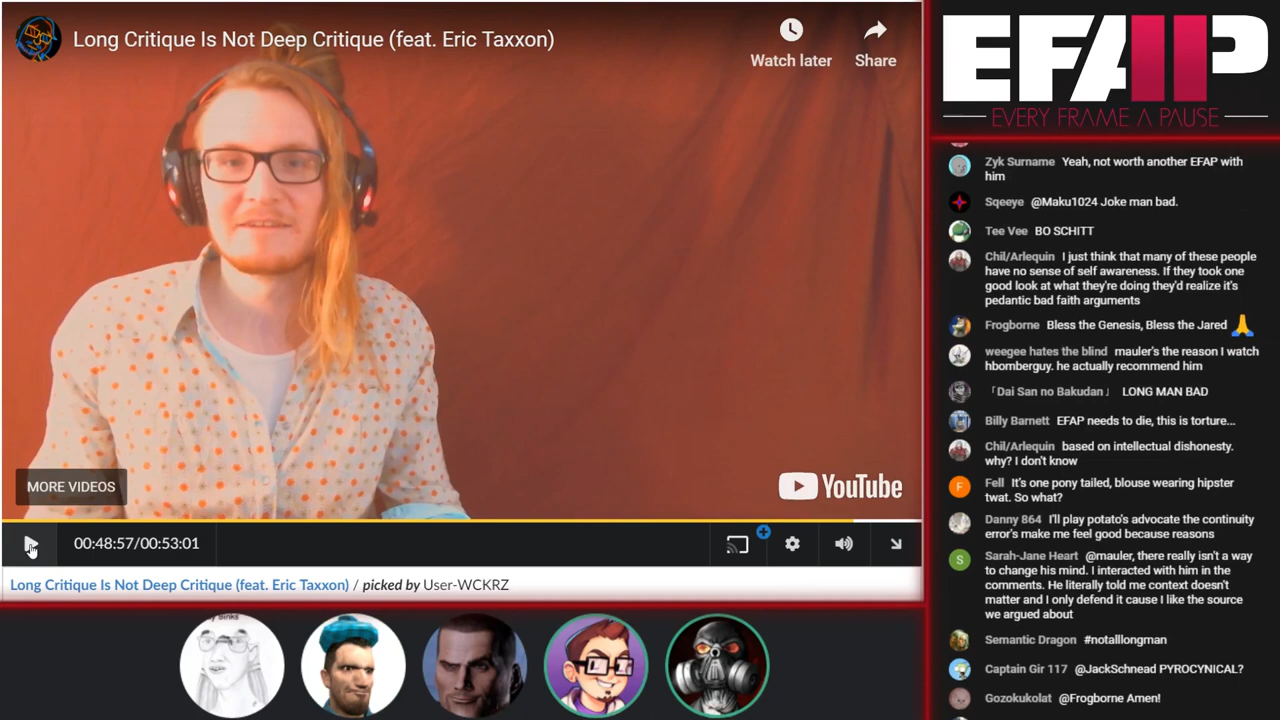 Long Critique Is Not Deep Critique (feat. Eric Taxxon)
Watch later
Share
MORE VIDEOS
YouTube
00:48:57/00:53:01
Long Critique Is Not Deep Critique (feat. Eric Taxxon) / picked by User-WCKRZ
EFAP
EVERY FRAME A PAUSE
Zyk Surname Yeah, not worth another EFAP with
him
Sqeeye @Maku1024 Joke man bad.
Tee Vee BO SCHITT
Chil/Arlequin I just think that many of these people
have no sense of self awareness. If they took one
good look at what they're doing they'd realize it's
pedantic bad faith arguments
Frogborne Bless the Genesis, Bless the Jared
weegee hates the blind mauler's the reason I watch
hbomberguy. he actually recommend him
「Dai San no Bakudan」 LONG MAN BAD
Billy Barnett EFAP needs to die, this is torture...
Chil/Arlequin based on intellectual dishonesty.
why? I don't know
F
Fell It's one pony tailed, blouse wearing hipster
twat. So what?
Danny 864 I'll play potato's advocate the continuity
error's make me feel good because reasons
S
Sarah-Jane Heart @mauler, there really isn't a way
to change his mind. I interacted with him in the
comments. He literally told me context doesn't
matter and I only defend it cause I like the source
we argued about
Semantic Dragon #notalllongman
Captain Gir 117 @JackSchnead PYROCYNICAL?
Gozokukolat @Frogborne Amen!